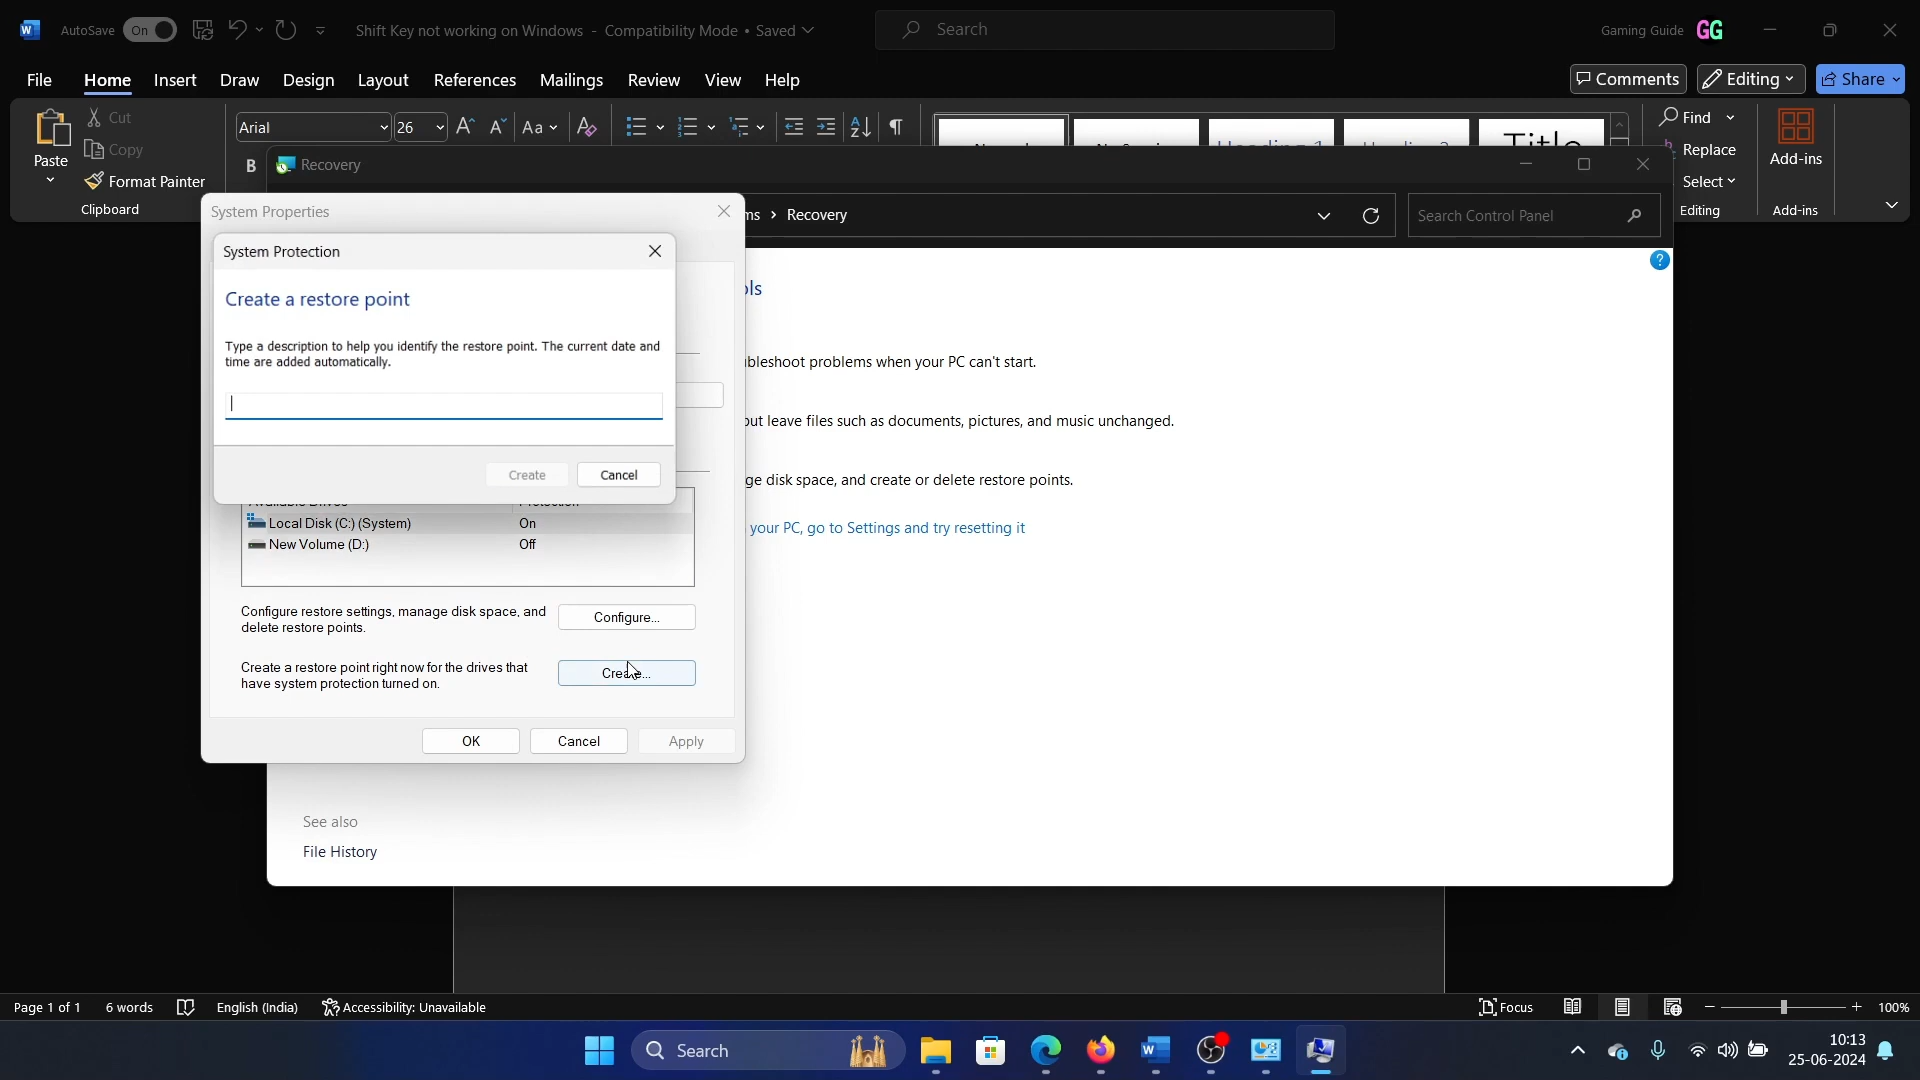 AutoSave On Shift Key not working on Windows - Compatibility Mode • Saved Search Gaming Guide GG
File Home Insert Draw Design Layout References Mailings Review View Help Comments Editing Share
Paste Cut Copy Format Painter Clipboard
Arial 26 Aa
B
Title
Find
Replace
Select
Editing
Add-ins
Add-ins
Recovery
Recovery
Search Control Panel
System Properties
System Protection
Create a restore point
Type a description to help you identify the restore point. The current date and
time are added automatically.
Create Cancel
Local Disk (C:) (System) On
New Volume (D:) Off
Configure restore settings, manage disk space, and
delete restore points.
Configure...
Create a restore point right now for the drives that
have system protection turned on.
Create...
OK Cancel Apply
problems when your PC can't start.
leave files such as documents, pictures, and music unchanged.
disk space, and create or delete restore points.
your PC, go to Settings and try resetting it
See also
File History
Page 1 of 1 6 words English (India) Accessibility: Unavailable Focus 100%
Search
10:13
25-06-2024